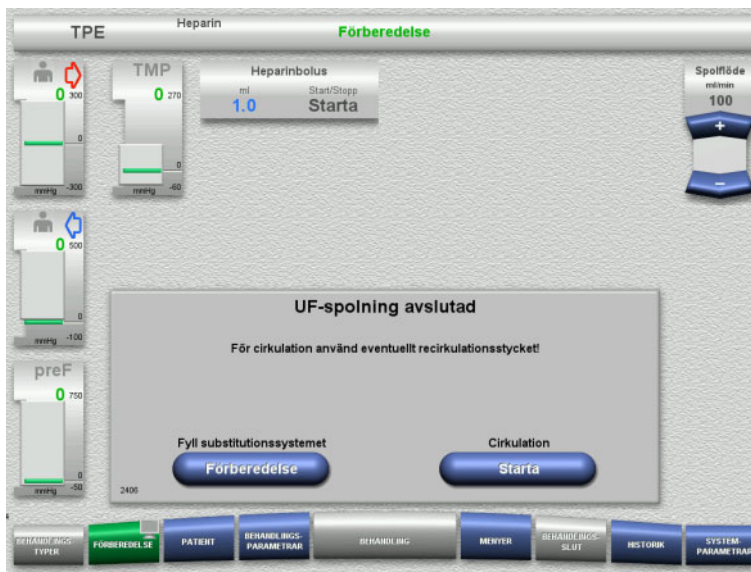 TPE
Heparin
Förberedelse
0
300
0
mmHg
-300
TMP
0
270
0
mmHg
-60
Heparinbolus
ml
Start/Stopp
1.0
Starta
Spolflöde
ml/min
100
+
−
0
500
0
mmHg
-100
preF
0
750
0
mmHg
-50
UF-spolning avslutad
För cirkulation använd eventuellt recirkulationsstycket!
Fyll substitutionssystemet
Cirkulation
Förberedelse
Starta
2406
BEHANDLINGS-
TYPER
FÖRBEREDELSE
PATIENT
BEHANDLINGS-
PARAMETRAR
BEHANDLING
MENYER
BEHANDLINGS-
SLUT
HISTORIK
SYSTEM-
PARAMETRAR